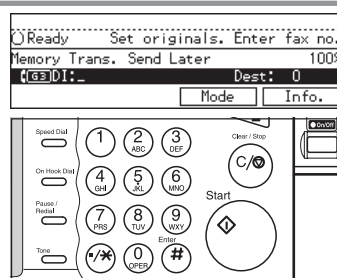 Ready Set originals. Enter fax no.
Memory Trans. Send Later 100%
G3 DI:_ Dest: 0
Mode Info.
Speed Dial
1
2 ABC
3 DEF
Clear / Stop
On/Off
On Hook Dial
4 GHI
5 JKL
6 MNO
C/
Start
Pause / Redial
7 PRS
8 TUV
9 WXY
Enter
Tone
•/*
0 OPER
#